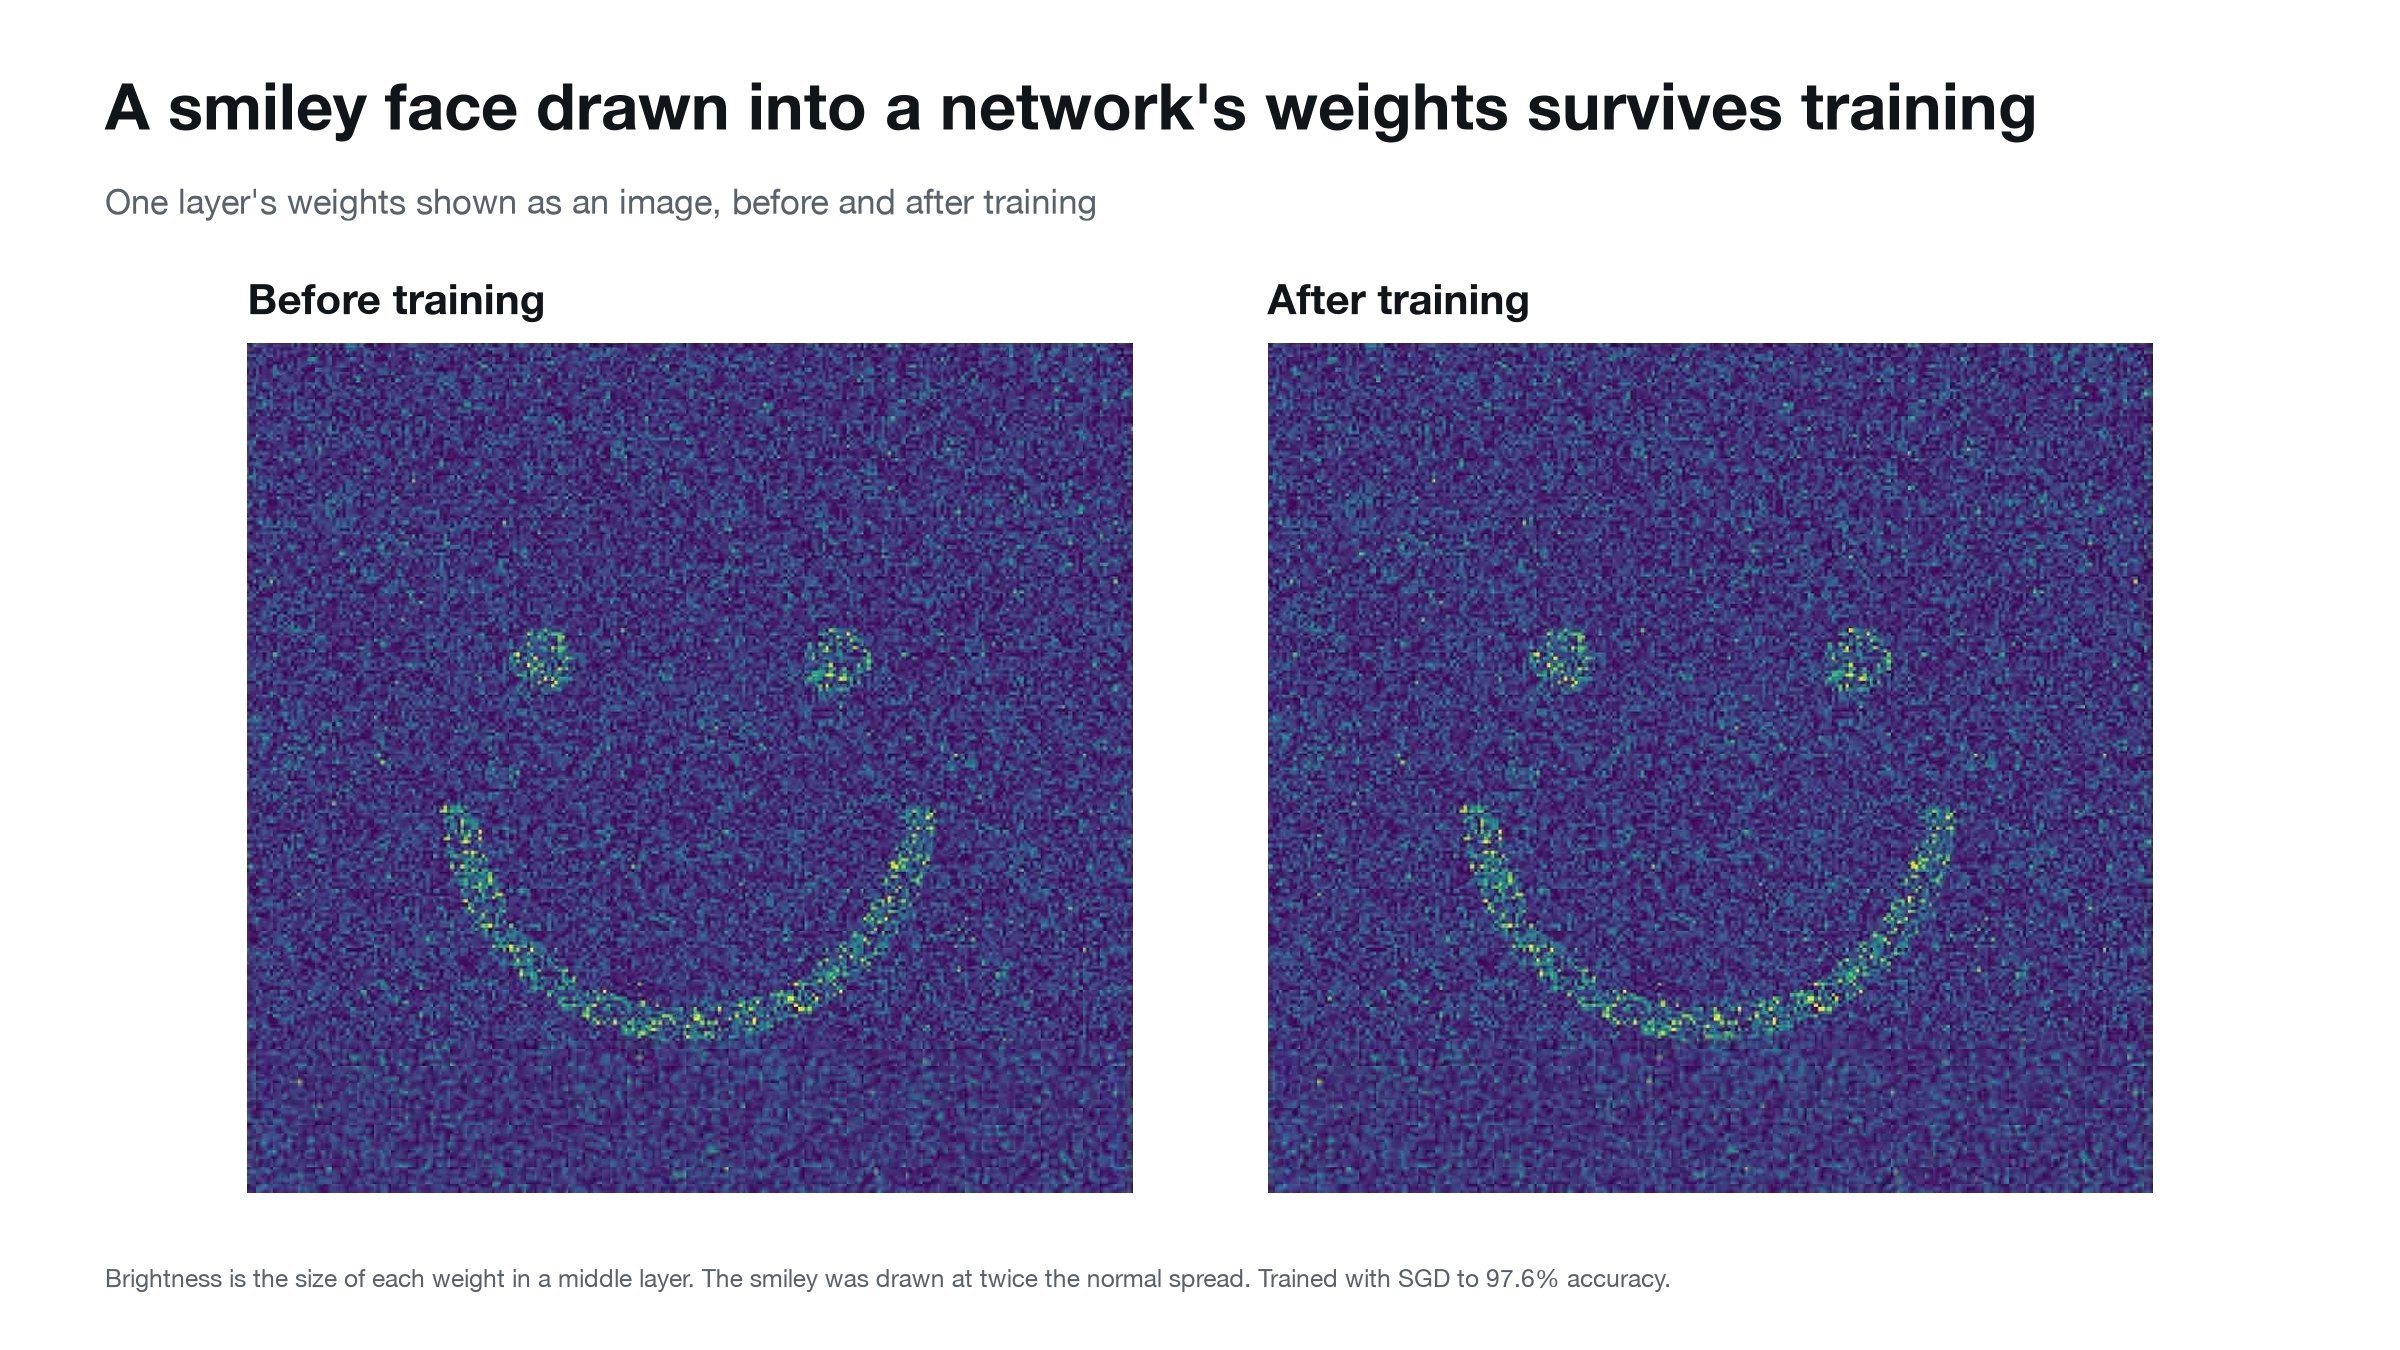 A smiley face drawn into a network's weights survives training
One layer's weights shown as an image, before and after training
Before training
After training
Brightness is the size of each weight in a middle layer. The smiley was drawn at twice the normal spread. Trained with SGD to 97.6% accuracy.